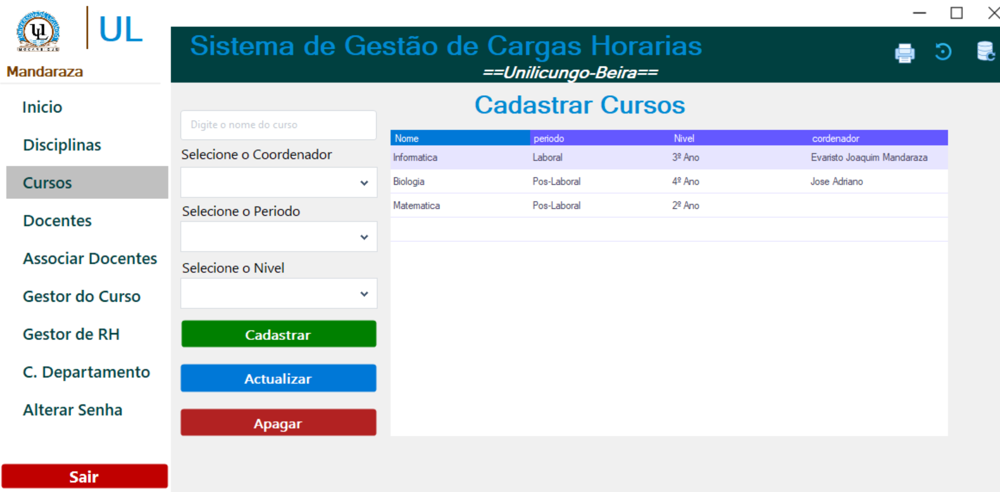 UL
MOCAMBIQUE
Mandaraza
Inicio
Disciplinas
Cursos
Docentes
Associar Docentes
Gestor do Curso
Gestor de RH
C. Departamento
Alterar Senha
Sair
Sistema de Gestão de Cargas Horarias
==Unilicungo-Beira==
Cadastrar Cursos
Digite o nome do curso
Selecione o Coordenador
Selecione o Periodo
Selecione o Nivel
Cadastrar
Actualizar
Apagar
Nome periodo Nivel cordenador
Informatica Laboral 3º Ano Evaristo Joaquim Mandaraza
Biologia Pos-Laboral 4º Ano Jose Adriano
Matematica Pos-Laboral 2º Ano